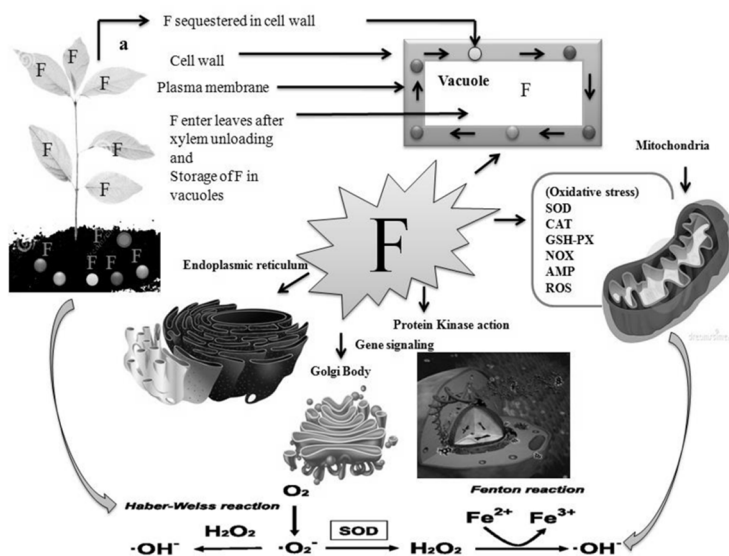 F sequestered in cell wall
a
Cell wall
Plasma membrane
F enter leaves after
xylem unloading
and
Storage of F in
vacuoles
F
F
F
F
F
F
F
F
F
F
F
Vacuole
F
Mitochondria
(Oxidative stress)
SOD
CAT
GSH-PX
NOX
AMP
ROS
F
Endoplasmic reticulum
Protein Kinase action
Gene signaling
Golgi Body
Haber-Weiss reaction
O2
Fenton reaction
·OH⁻
H2O2
·O2⁻
SOD
H2O2
Fe²⁺
Fe³⁺
·OH⁻